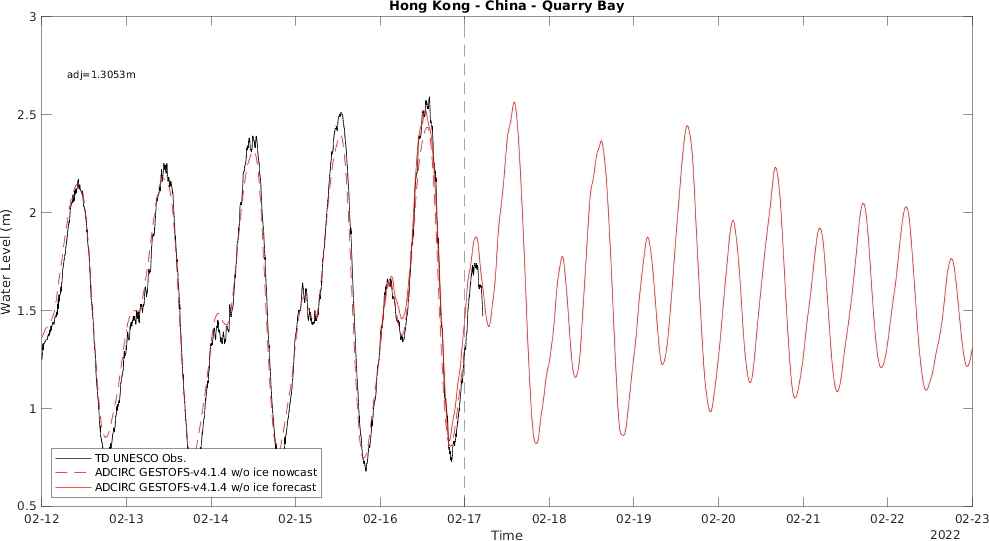 Hong Kong - China - Quarry Bay
3
adj=1.3053m
2.5
2
Water Level (m)
1.5
1
TD UNESCO Obs.
ADCIRC GESTOFS-v4.1.4 w/o ice nowcast
ADCIRC GESTOFS-v4.1.4 w/o ice forecast
0.5
02-12 02-13 02-14 02-15 02-16 02-17 02-18 02-19 02-20 02-21 02-22 02-23
Time
2022